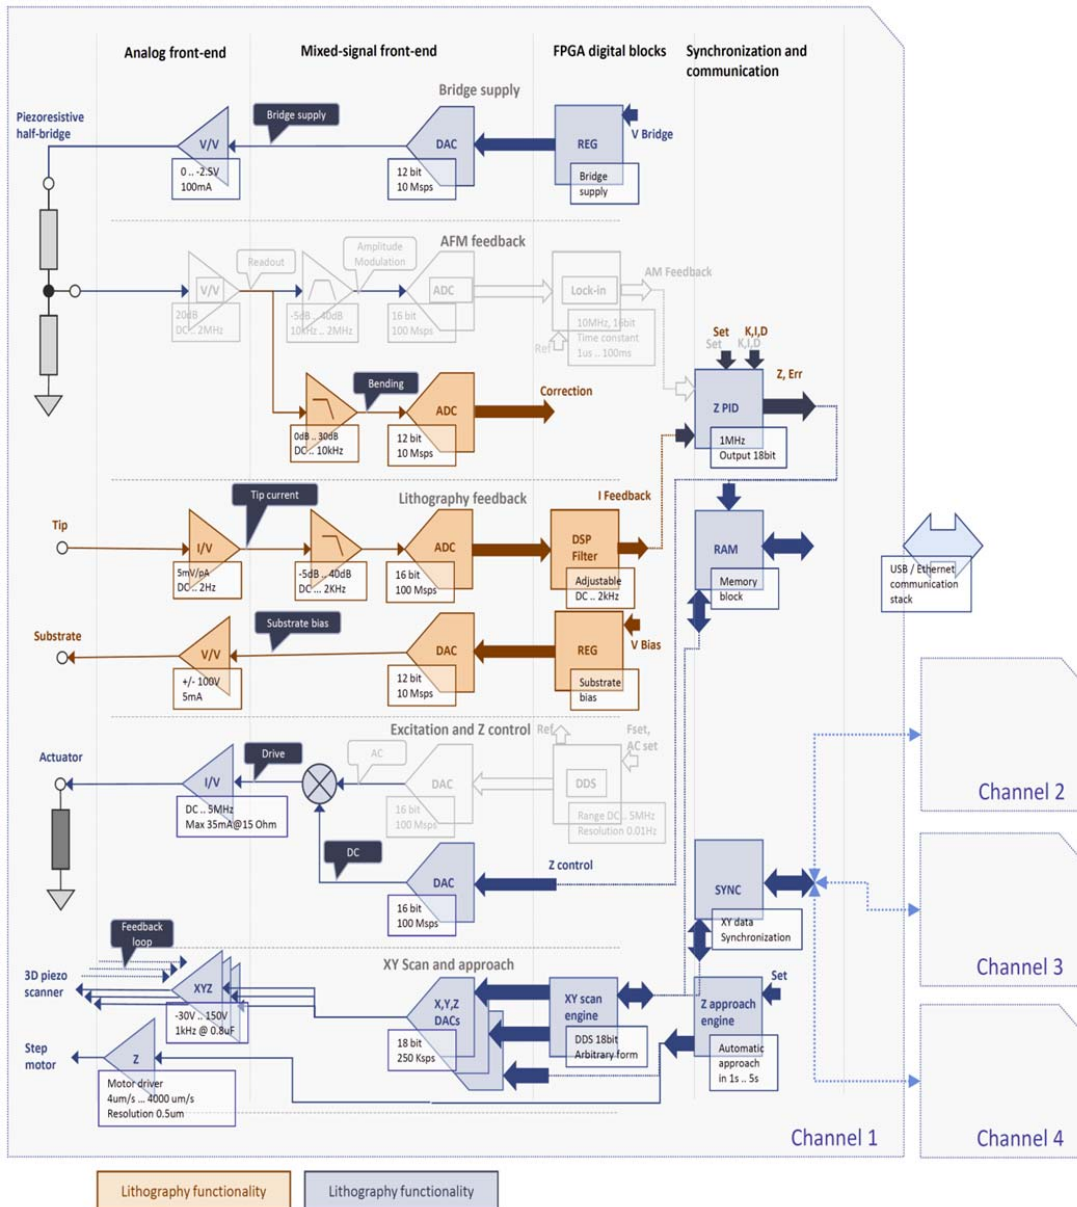 Analog front-end
Mixed-signal front-end
FPGA digital blocks
Synchronization and
communication
Bridge supply
Piezoresistive
half-bridge
Bridge supply
V/V
0 .. -2.5V
100mA
DAC
12 bit
10 Msps
REG
V Bridge
Bridge
supply
AFM feedback
Readout
Amplitude
Modulation
V/V
20dB
DC .. 2MHz
-5dB .. 40dB
10kHz .. 2MHz
ADC
16 bit
100 Msps
Lock-in
AM Feedback
10MHz, 16bit
Time constant
1us .. 100ms
Ref
Set
K,I,D
Set
K,I,D
Z, Err
Z PID
1MHz
Output 18bit
Bending
0dB .. 30dB
DC .. 10kHz
ADC
12 bit
10 Msps
Correction
Lithography feedback
Tip current
I Feedback
Tip
I/V
5mV/pA
DC .. 2Hz
-5dB .. 40dB
DC ... 2KHz
ADC
16 bit
100 Msps
DSP
Filter
Adjustable
DC .. 2kHz
RAM
Memory
block
USB / Ethernet
communication
stack
Substrate
Substrate bias
V/V
+/- 100V
5mA
DAC
12 bit
10 Msps
REG
V Bias
Substrate
bias
Excitation and Z control
Ref
Fset,
AC set
Actuator
Drive
AC
I/V
DC .. 5MHz
Max 35mA@15 Ohm
DAC
16 bit
100 Msps
DDS
Range DC .. 5MHz
Resolution 0.01Hz
Channel 2
DC
Z control
DAC
16 bit
100 Msps
SYNC
XY data
Synchronization
Channel 3
Feedback
loop
XY Scan and approach
3D piezo
scanner
XYZ
-30V .. 150V
1kHz @ 0.8uF
X,Y,Z
DACs
18 bit
250 Ksps
XY scan
engine
DDS 18bit
Arbitrary form
Set
Z approach
engine
Automatic
approach
in 1s .. 5s
Step
motor
Z
Motor driver
4um/s ... 4000 um/s
Resolution 0.5um
Channel 1
Channel 4
Lithography functionality
Lithography functionality